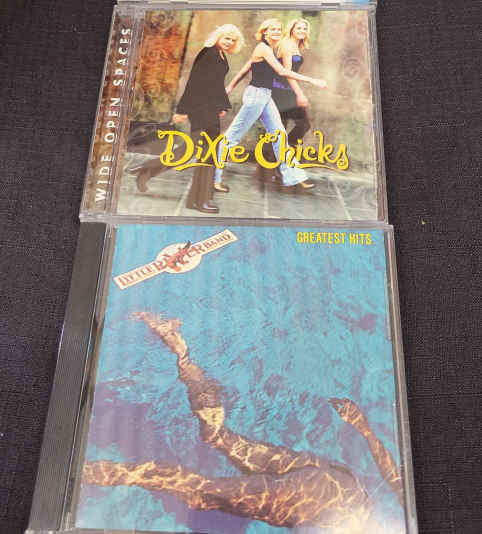 WIDE OPEN SPACES
Dixie Chicks
LITTLE RIVER BAND
GREATEST HITS